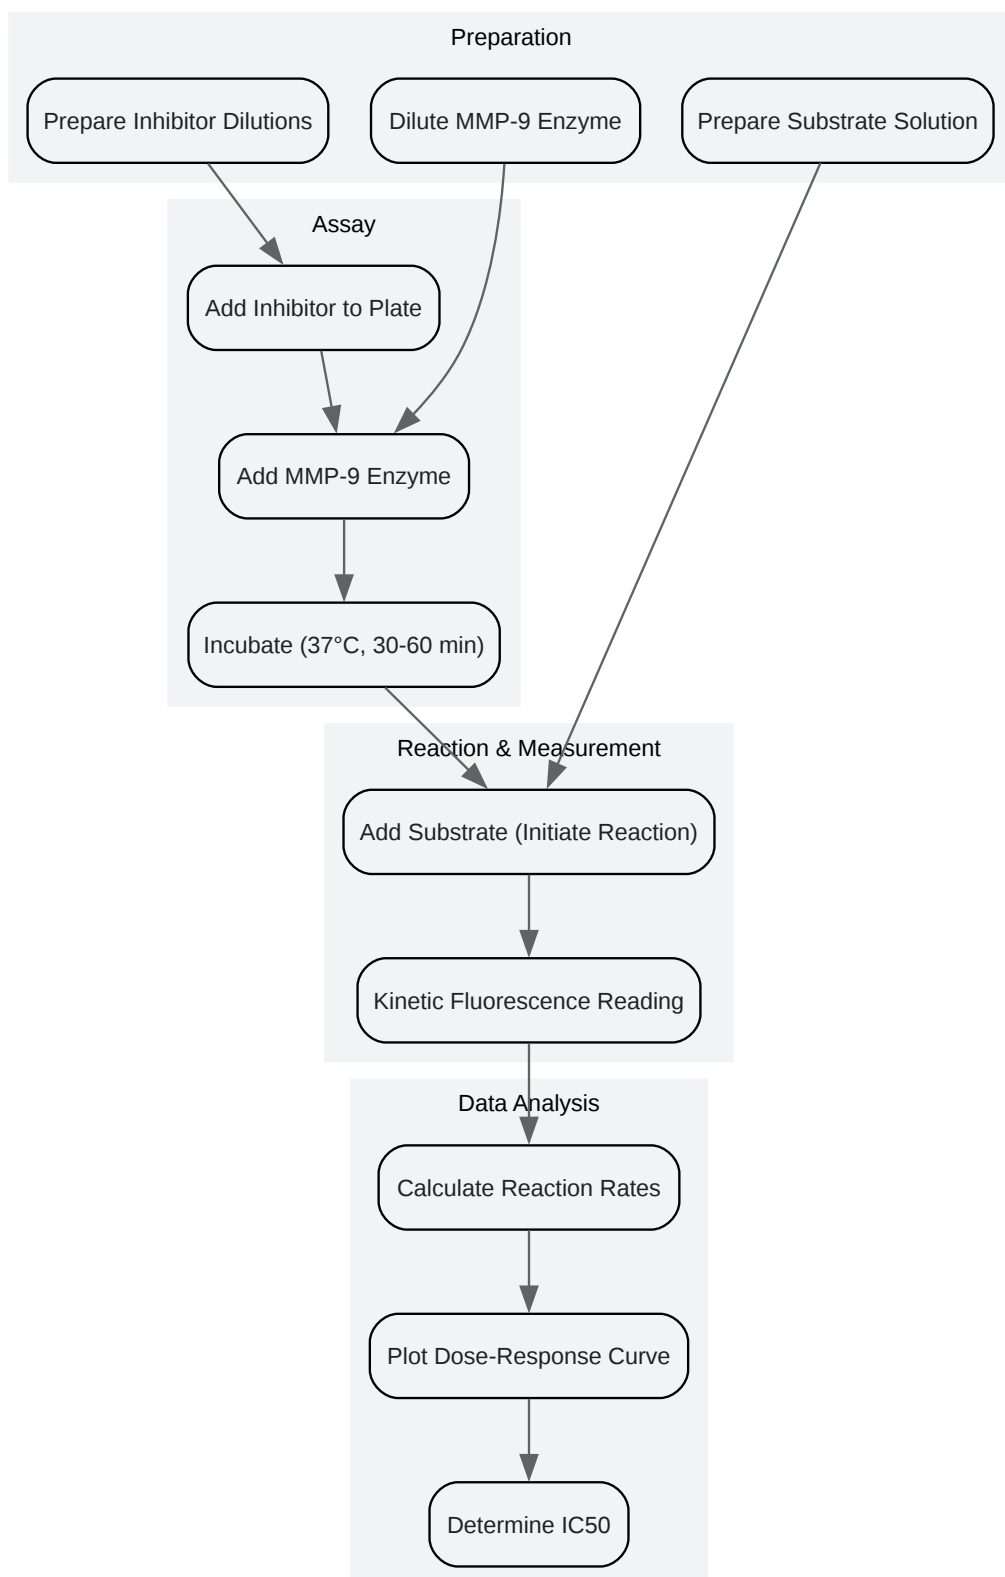 Preparation
Prepare Inhibitor Dilutions
Dilute MMP-9 Enzyme
Prepare Substrate Solution
Assay
Add Inhibitor to Plate
Add MMP-9 Enzyme
Incubate (37°C, 30-60 min)
Reaction & Measurement
Add Substrate (Initiate Reaction)
Kinetic Fluorescence Reading
Data Analysis
Calculate Reaction Rates
Plot Dose-Response Curve
Determine IC50